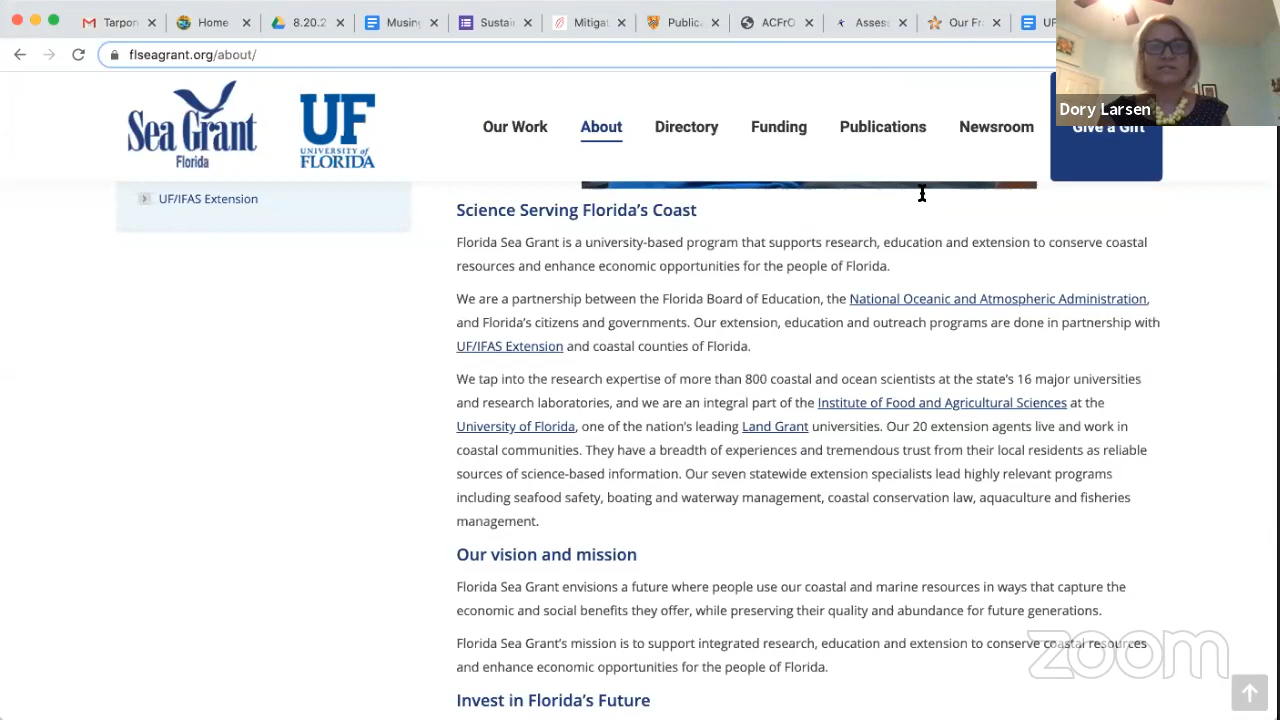 Tarpon
Home
8.20.2
Musing
Sustai
Mitigat
Public
ACFrO
Assess
Our Fr
UF
flseagrant.org/about/
Dory Larsen
Sea Grant
Florida
UF
UNIVERSITY of
FLORIDA
Our Work
About
Directory
Funding
Publications
Newsroom
Give a Gift
UF/IFAS Extension
Science Serving Florida's Coast
Florida Sea Grant is a university-based program that supports research, education and extension to conserve coastal
resources and enhance economic opportunities for the people of Florida.
We are a partnership between the Florida Board of Education, the National Oceanic and Atmospheric Administration,
and Florida's citizens and governments. Our extension, education and outreach programs are done in partnership with
UF/IFAS Extension and coastal counties of Florida.
We tap into the research expertise of more than 800 coastal and ocean scientists at the state's 16 major universities
and research laboratories, and we are an integral part of the Institute of Food and Agricultural Sciences at the
University of Florida, one of the nation's leading Land Grant universities. Our 20 extension agents live and work in
coastal communities. They have a breadth of experiences and tremendous trust from their local residents as reliable
sources of science-based information. Our seven statewide extension specialists lead highly relevant programs
including seafood safety, boating and waterway management, coastal conservation law, aquaculture and fisheries
management.
Our vision and mission
Florida Sea Grant envisions a future where people use our coastal and marine resources in ways that capture the
economic and social benefits they offer, while preserving their quality and abundance for future generations.
Florida Sea Grant's mission is to support integrated research, education and extension to conserve coastal resources
and enhance economic opportunities for the people of Florida.
zoom
Invest in Florida's Future